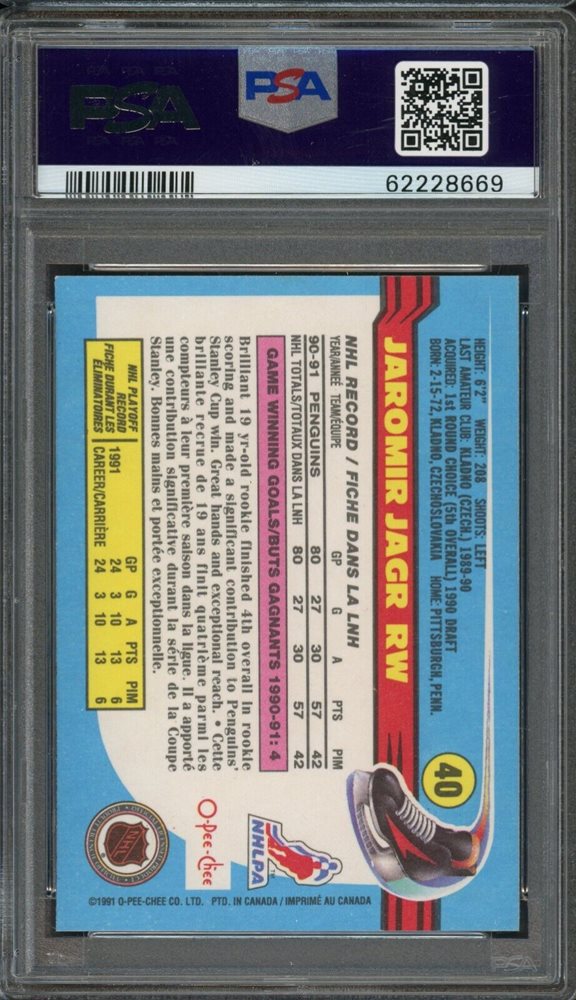 PSA
PSA
62228669
40
JAROMIR JAGR RW
HEIGHT: 6'2" WEIGHT: 208 SHOOTS: LEFT
LAST AMATEUR CLUB: KLADNO (CZECH.) 1989-90
ACQUIRED: 1st ROUND CHOICE (5th OVERALL) 1990 DRAFT
BORN: 2-15-72, KLADNO, CZECHOSLOVAKIA HOME: PITTSBURGH, PENN.
NHL RECORD / FICHE DANS LA LNH
YEAR/ANNEÉ TEAM/ÉQUIPE GP G A PTS PIM
90-91 PENGUINS 80 27 30 57 42
NHL TOTALS/TOTAUX DANS LA LNH 80 27 30 57 42
GAME WINNING GOALS/BUTS GAGNANTS 1990-91: 4
Brilliant 19 yr-old rookie finished 4th overall in rookie
scoring and made a significant contribution to Penguins'
Stanley Cup win. Great hands and exceptional reach. • Cette
brillante recrue de 19 ans finit quatrième parmi les
compteurs à leur première saison dans la ligue. Il a apporté
une contribution significative durant la série de la Coupe
Stanley. Bonnes mains et portée exceptionnelle.
NHL PLAYOFF
RECORD
FICHE DURANT LES
ÉLIMINATOIRES
GP G A PTS PIM
1991 24 3 10 13 6
CAREER/CARRIÈRE 24 3 10 13 6
NHLPA
TM
O-Pee-Chee
NHL
©1991 O-PEE-CHEE CO. LTD. PTD. IN CANADA / IMPRIMÉ AU CANADA
PSA